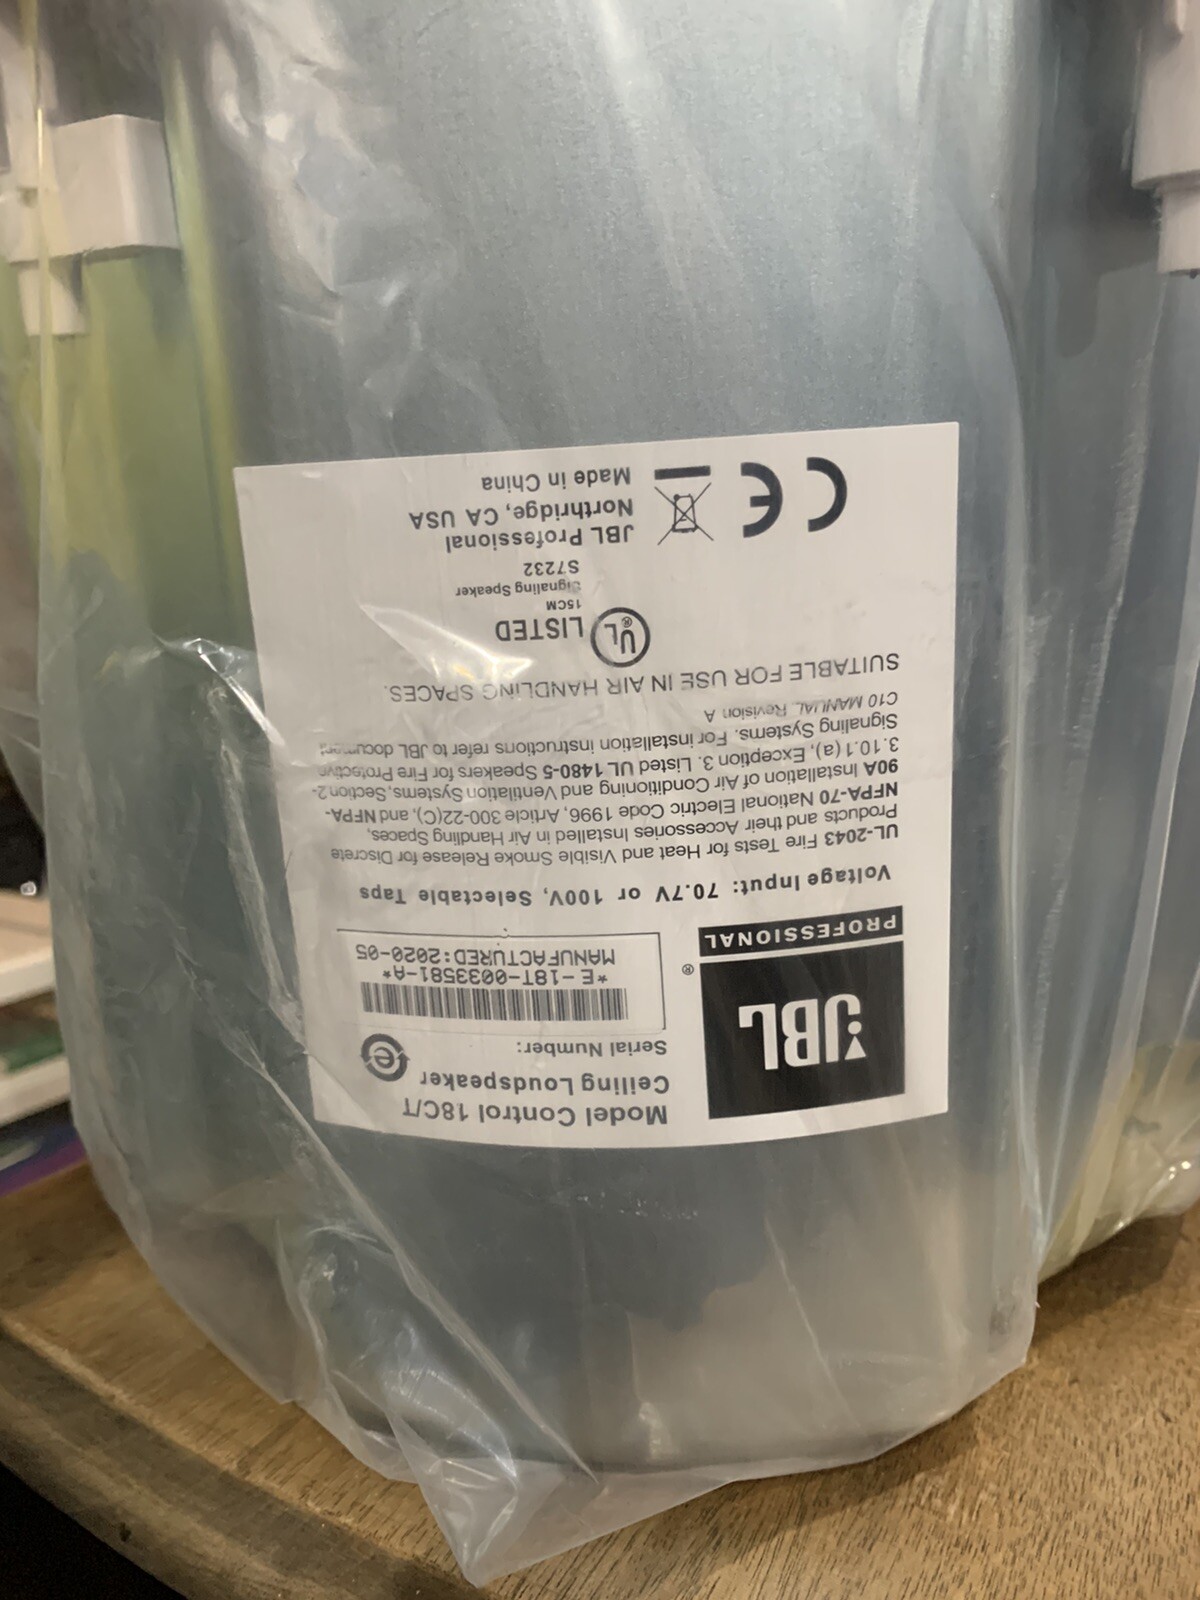 Model Control 18C/T
Ceiling Loudspeaker
Serial Number:
*E-18T-0033581-A*
MANUFACTURED:2020-05
JBL
®
PROFESSIONAL
Voltage Input: 70.7V or 100V, Selectable Taps
UL-2043 Fire Tests for Heat and Visible Smoke Release for Discrete
Products and their Accessories Installed in Air Handling Spaces,
NFPA-70 National Electric Code 1996, Article 300-22(C), and NFPA-
90A Installation of Air Conditioning and Ventilation Systems, Section 2-
3.10.1 (a), Exception 3. Listed UL 1480-5 Speakers for Fire Protective
Signaling Systems. For installation instructions refer to JBL document
C10 MANUAL, Revision A
SUITABLE FOR USE IN AIR HANDLING SPACES.
UL® LISTED
15CM
Signaling Speaker
S7232
JBL Professional
Northridge, CA USA
Made in China
CE